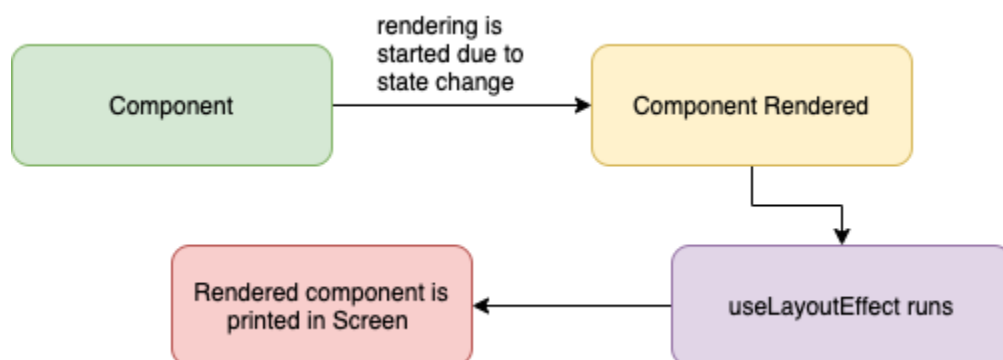 Component
rendering is
started due to
state change
Component Rendered
useLayoutEffect runs
Rendered component is
printed in Screen